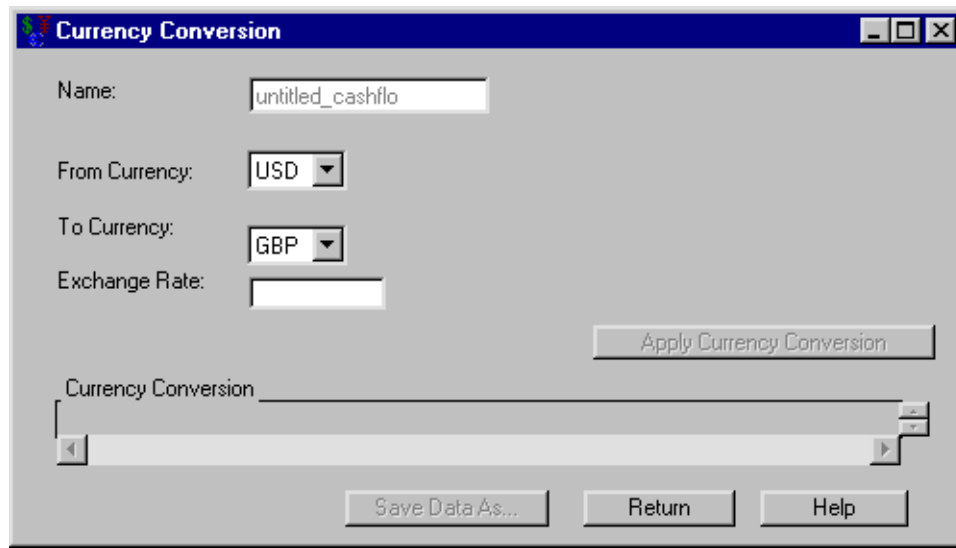 Currency Conversion
Name: untitled_cashflo
From Currency: USD
To Currency: GBP
Exchange Rate:
Apply Currency Conversion
Currency Conversion
Save Data As... Return Help